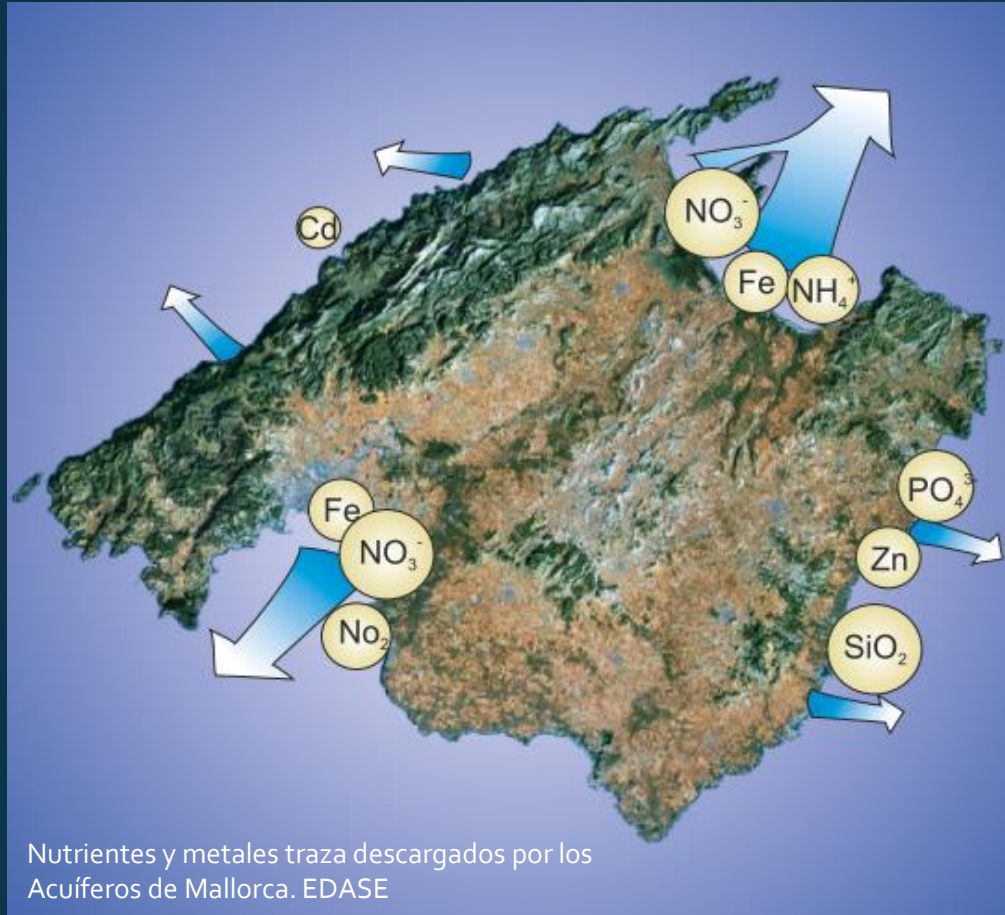 NO₃⁻
Cd
Fe
NH₄⁺
PO₄³
Fe
NO₃⁻
Zn
No₂
SiO₂
Nutrientes y metales traza descargados por los
Acuíferos de Mallorca. EDASE